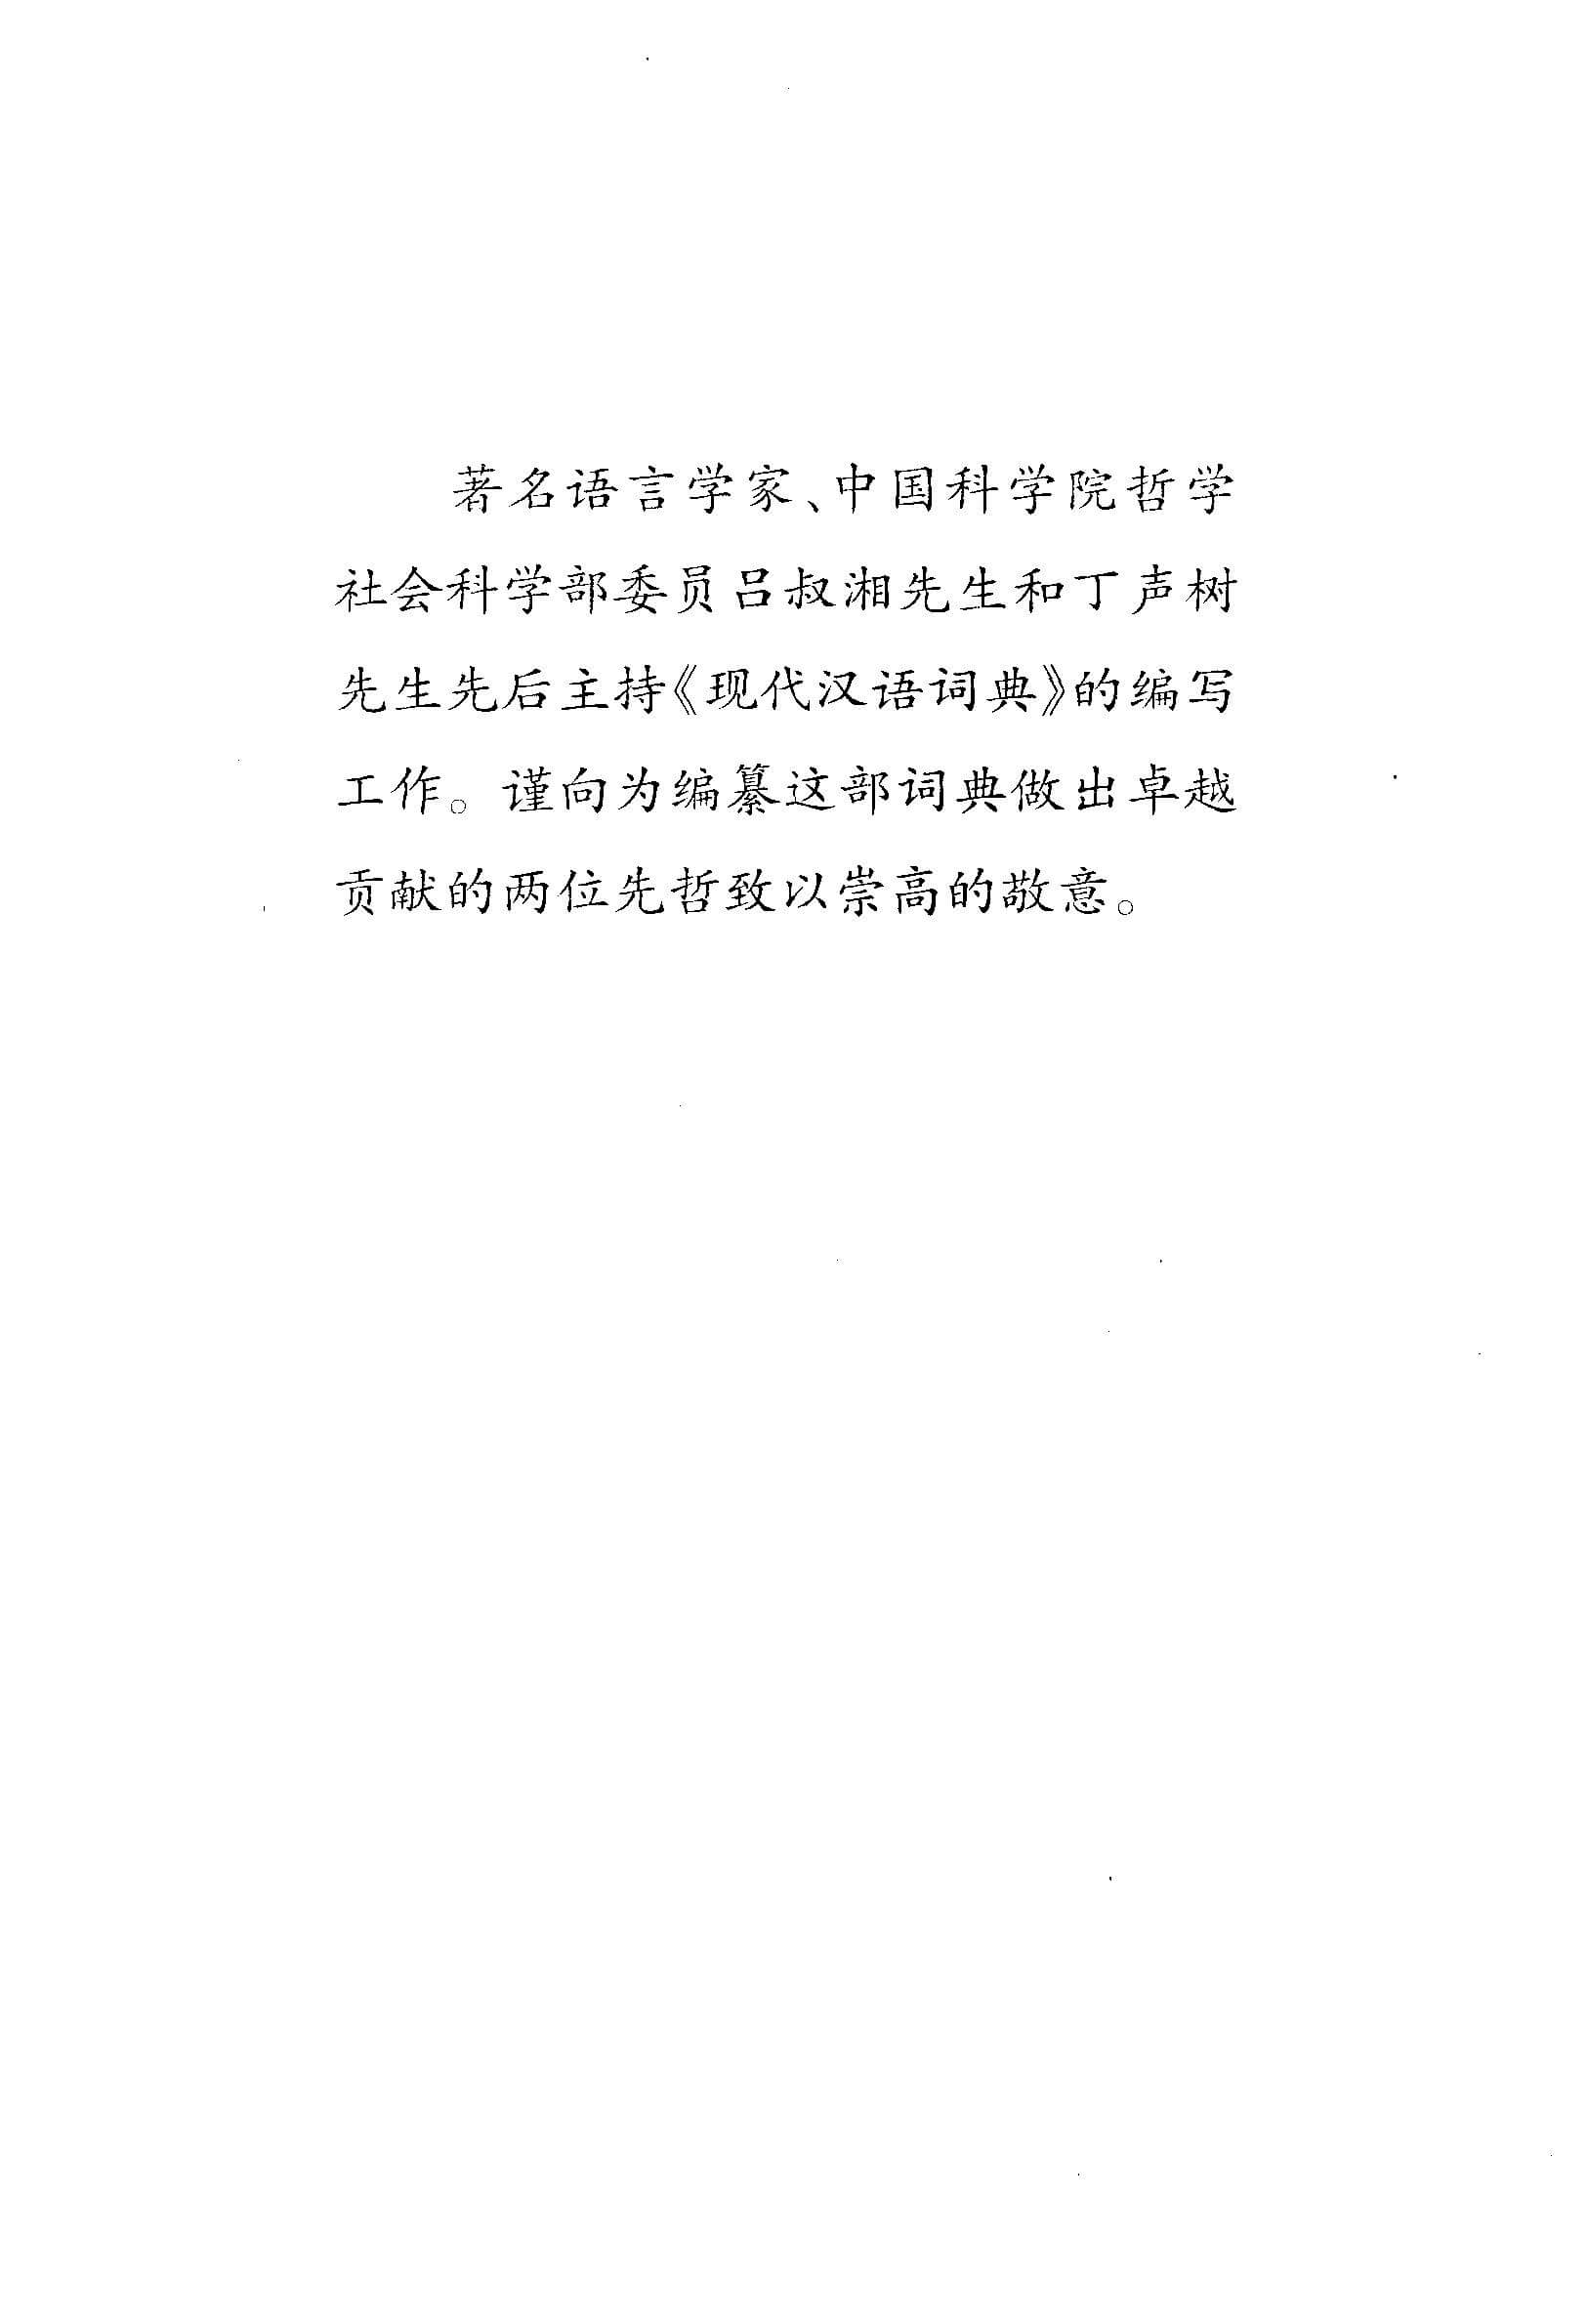 著名语言学家、中国科学院哲学
社会科学部委员吕叔湘先生和丁声树
先生先后主持《现代汉语词典》的编写
工作。谨向为编纂这部词典做出卓越
贡献的两位先哲致以崇高的敬意。